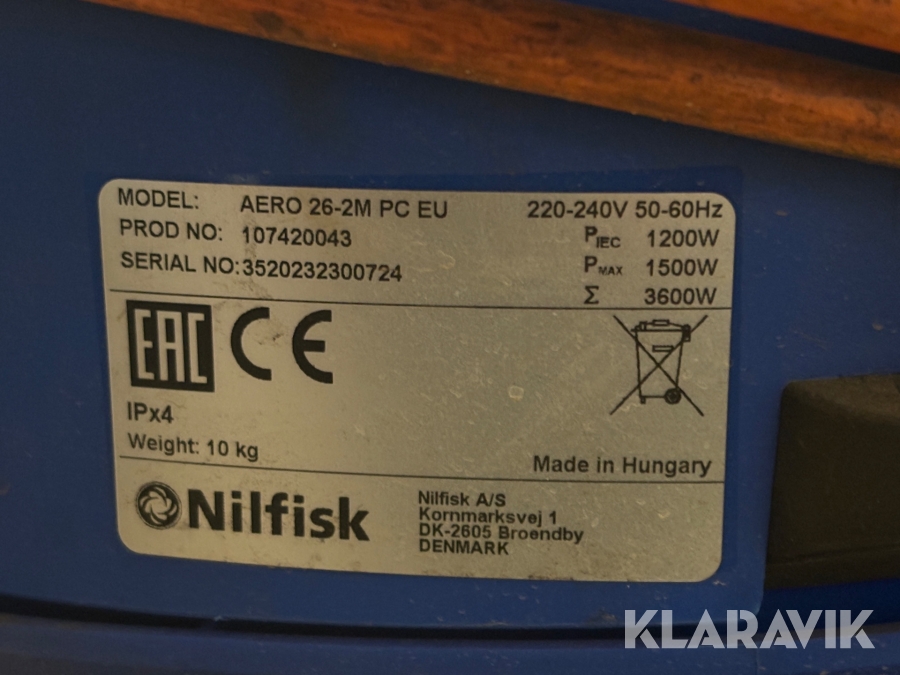 MODEL: AERO 26-2M PC EU 220-240V 50-60Hz
PROD NO: 107420043 PIEC 1200W
SERIAL NO:3520232300724 PMAX 1500W
Σ 3600W
EAC CE
IPx4
Weight: 10 kg
Made in Hungary
Nilfisk
Nilfisk A/S
Kornmarksvej 1
DK-2605 Broendby
DENMARK
KLARAVIK